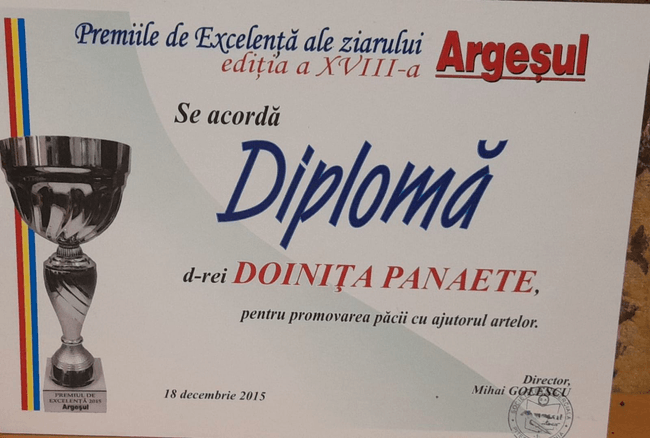 Premiile de Excelență ale ziarului Argeșul
ediția a XVIII-a
Se acordă
Diplomă
d-rei DOINIȚA PANAETE,
pentru promovarea păcii cu ajutorul artelor.
PREMIUL DE
EXCELENȚĂ 2015
Argeșul
18 decembrie 2015
Director,
Mihai GOLESCU